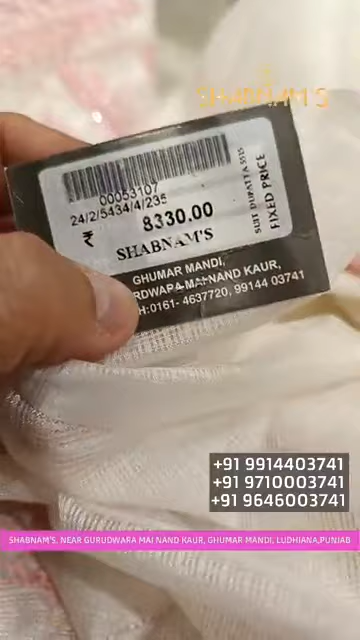 SHABNAM'S
00053107
24/2/5434/4/235
₹ 8330.00
SHABNAM'S
SUIT DUPATTA 5515
FIXED PRICE
GHUMAR MANDI,
RDWARA MAI NAND KAUR,
H:0161- 4637720, 99144 03741
+91 9914403741
+91 9710003741
+91 9646003741
SHABNAM'S. NEAR GURUDWARA MAI NAND KAUR, GHUMAR MANDI, LUDHIANA,PUNJAB